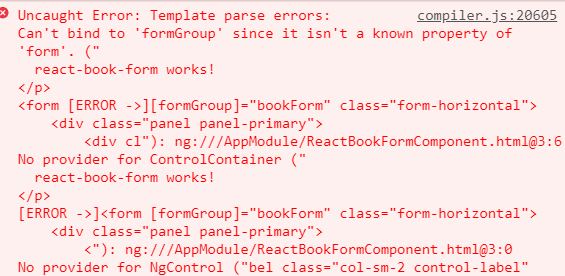 Uncaught Error: Template parse errors: compiler.js:20605
Can't bind to 'formGroup' since it isn't a known property of
'form'. ("
react-book-form works!
</p>
<form [ERROR ->][formGroup]="bookForm" class="form-horizontal">
<div class="panel panel-primary">
<div cl"): ng:///AppModule/ReactBookFormComponent.html@3:6
No provider for ControlContainer ("
react-book-form works!
</p>
[ERROR ->]<form [formGroup]="bookForm" class="form-horizontal">
<div class="panel panel-primary">
<"): ng:///AppModule/ReactBookFormComponent.html@3:0
No provider for NgControl ("bel class="col-sm-2 control-label"